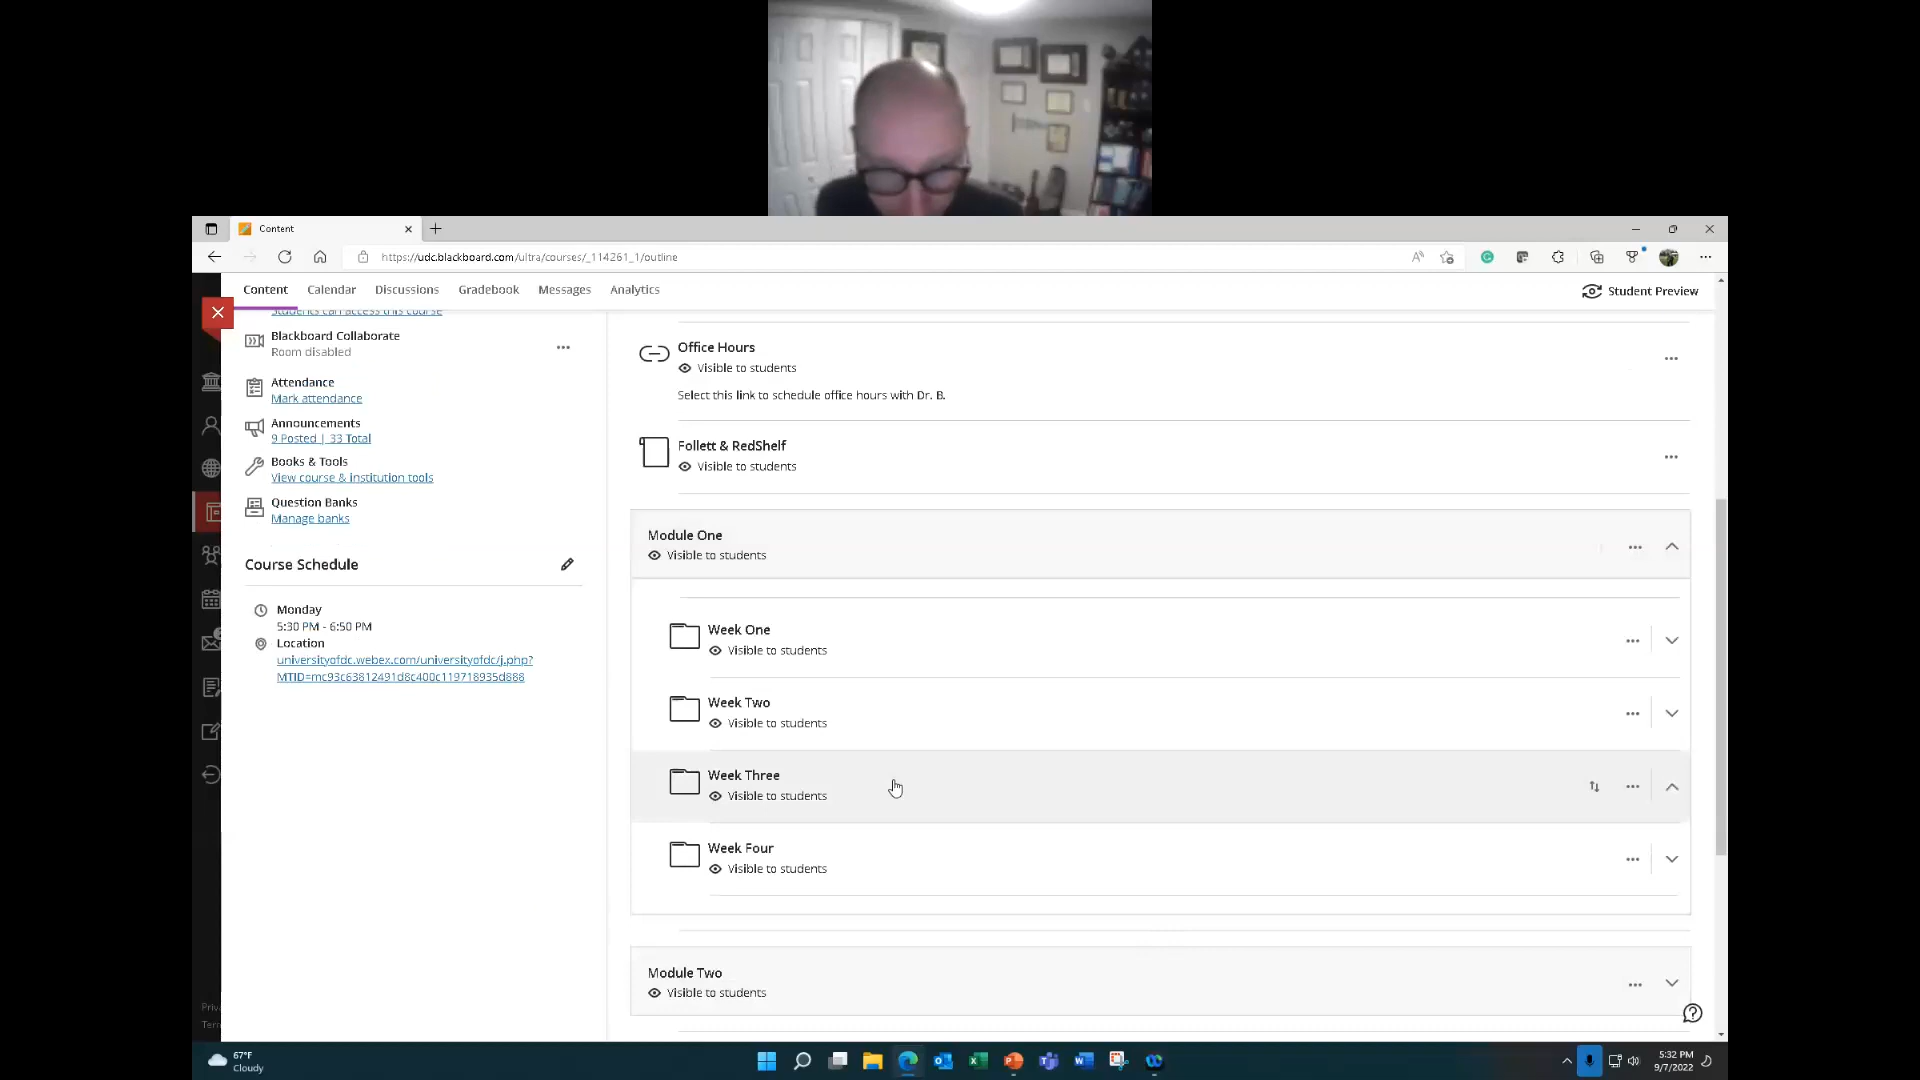 Content
https://udc.blackboard.com/ultra/courses/_114261_1/outline
Content Calendar Discussions Gradebook Messages Analytics
Student Preview
Students can access this course
Blackboard Collaborate
Room disabled
Attendance
Mark attendance
Announcements
9 Posted | 33 Total
Books & Tools
View course & institution tools
Question Banks
Manage banks
Course Schedule
Monday
5:30 PM - 6:50 PM
Location
universityofdc.webex.com/universityofdc/j.php?
MTID=mc93c63812491d8c400c119718935d888
Office Hours
Visible to students
Select this link to schedule office hours with Dr. B.
Follett & RedShelf
Visible to students
Module One
Visible to students
Week One
Visible to students
Week Two
Visible to students
Week Three
Visible to students
Week Four
Visible to students
Module Two
Visible to students
67°F
Cloudy
5:32 PM
9/7/2022